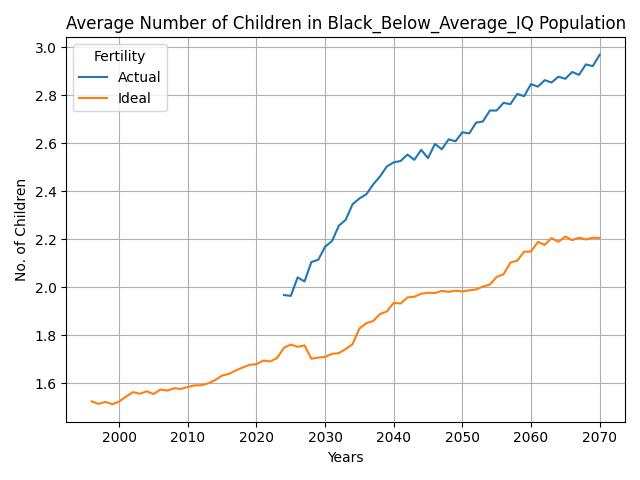 Average Number of Children in Black_Below_Average_IQ Population
Fertility
Actual
Ideal
No. of Children
3.0
2.8
2.6
2.4
2.2
2.0
1.8
1.6
2000 2010 2020 2030 2040 2050 2060 2070
Years